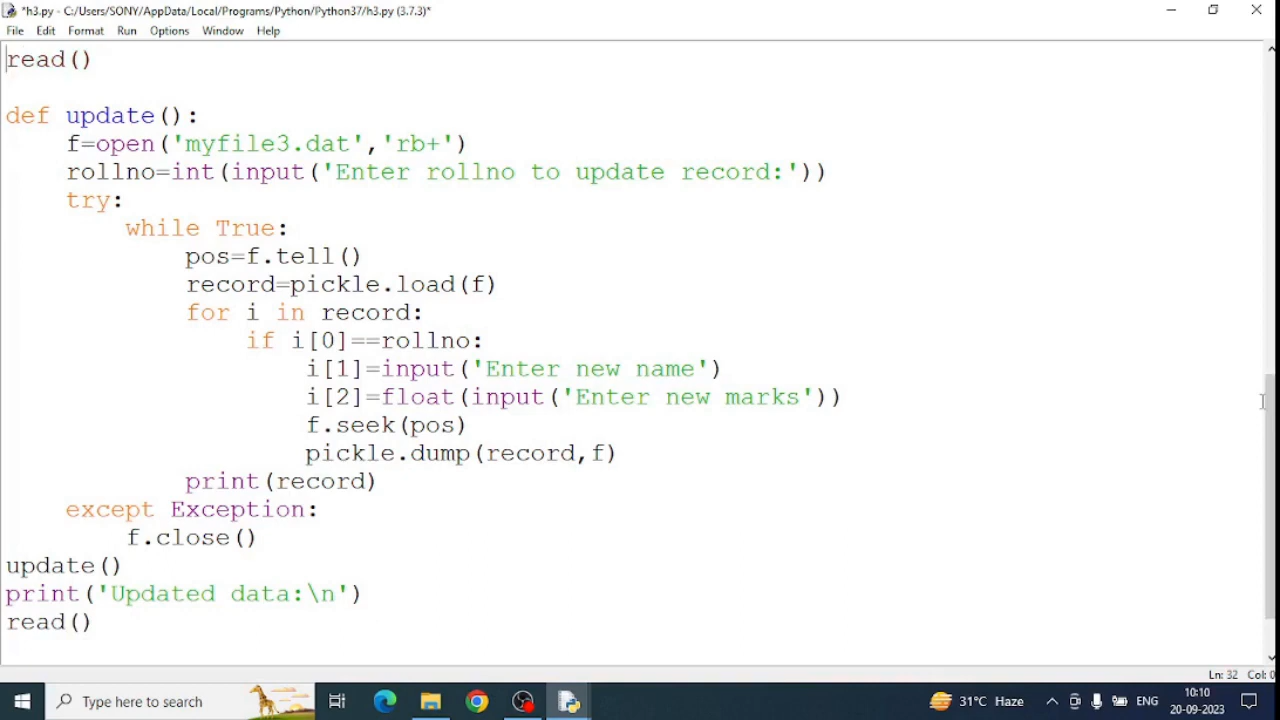 *h3.py - C:/Users/SONY/AppData/Local/Programs/Python/Python37/h3.py (3.7.3)*
File Edit Format Run Options Window Help
read()
def update():
    f=open('myfile3.dat','rb+')
    rollno=int(input('Enter rollno to update record:'))
    try:
        while True:
            pos=f.tell()
            record=pickle.load(f)
            for i in record:
                if i[0]==rollno:
                    i[1]=input('Enter new name')
                    i[2]=float(input('Enter new marks'))
                    f.seek(pos)
                    pickle.dump(record,f)
            print(record)
    except Exception:
        f.close()
update()
print('Updated data:\n')
read()
Ln: 32 Col: 0
Type here to search
31°C Haze
ENG
10:10
20-09-2023